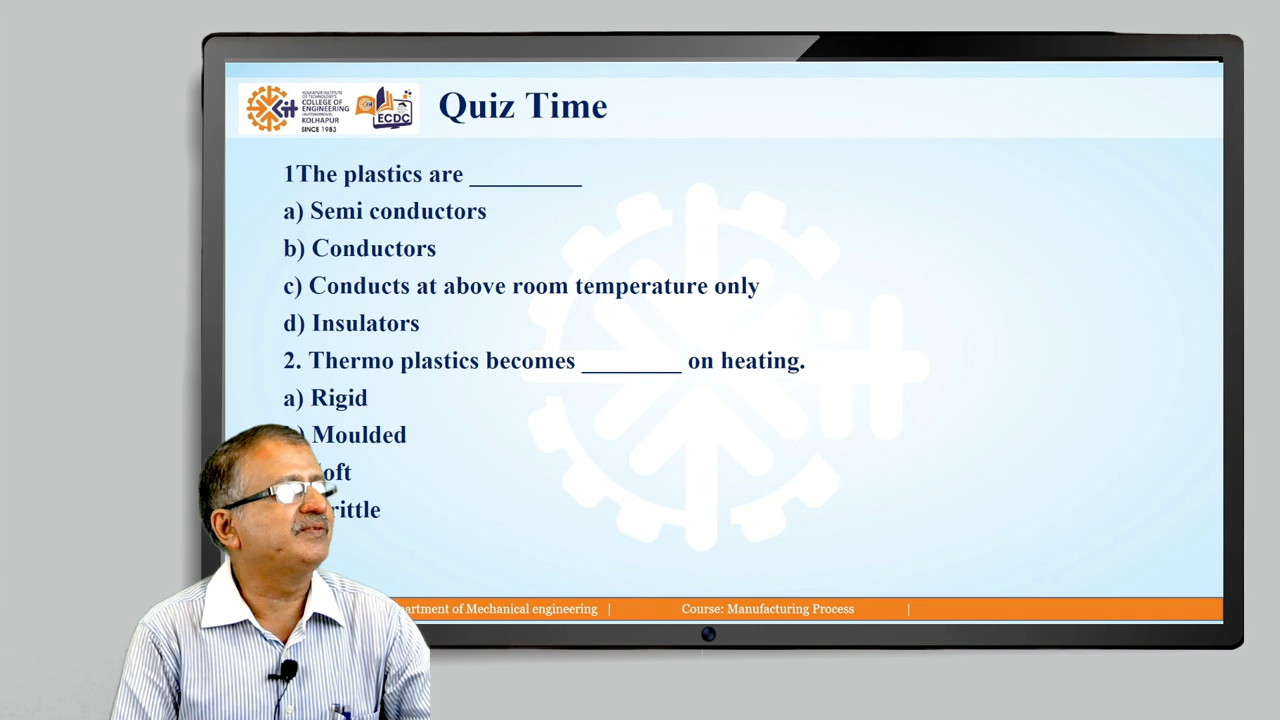 KOLHAPUR INSTITUTE
OF TECHNOLOGY'S
COLLEGE OF
ENGINEERING
(AUTONOMOUS),
KOLHAPUR
SINCE 1983
ECDC
Quiz Time
1The plastics are _________
a) Semi conductors
b) Conductors
c) Conducts at above room temperature only
d) Insulators
2. Thermo plastics becomes ________ on heating.
a) Rigid
) Moulded
oft
rittle
partment of Mechanical engineering |
Course: Manufacturing Process |